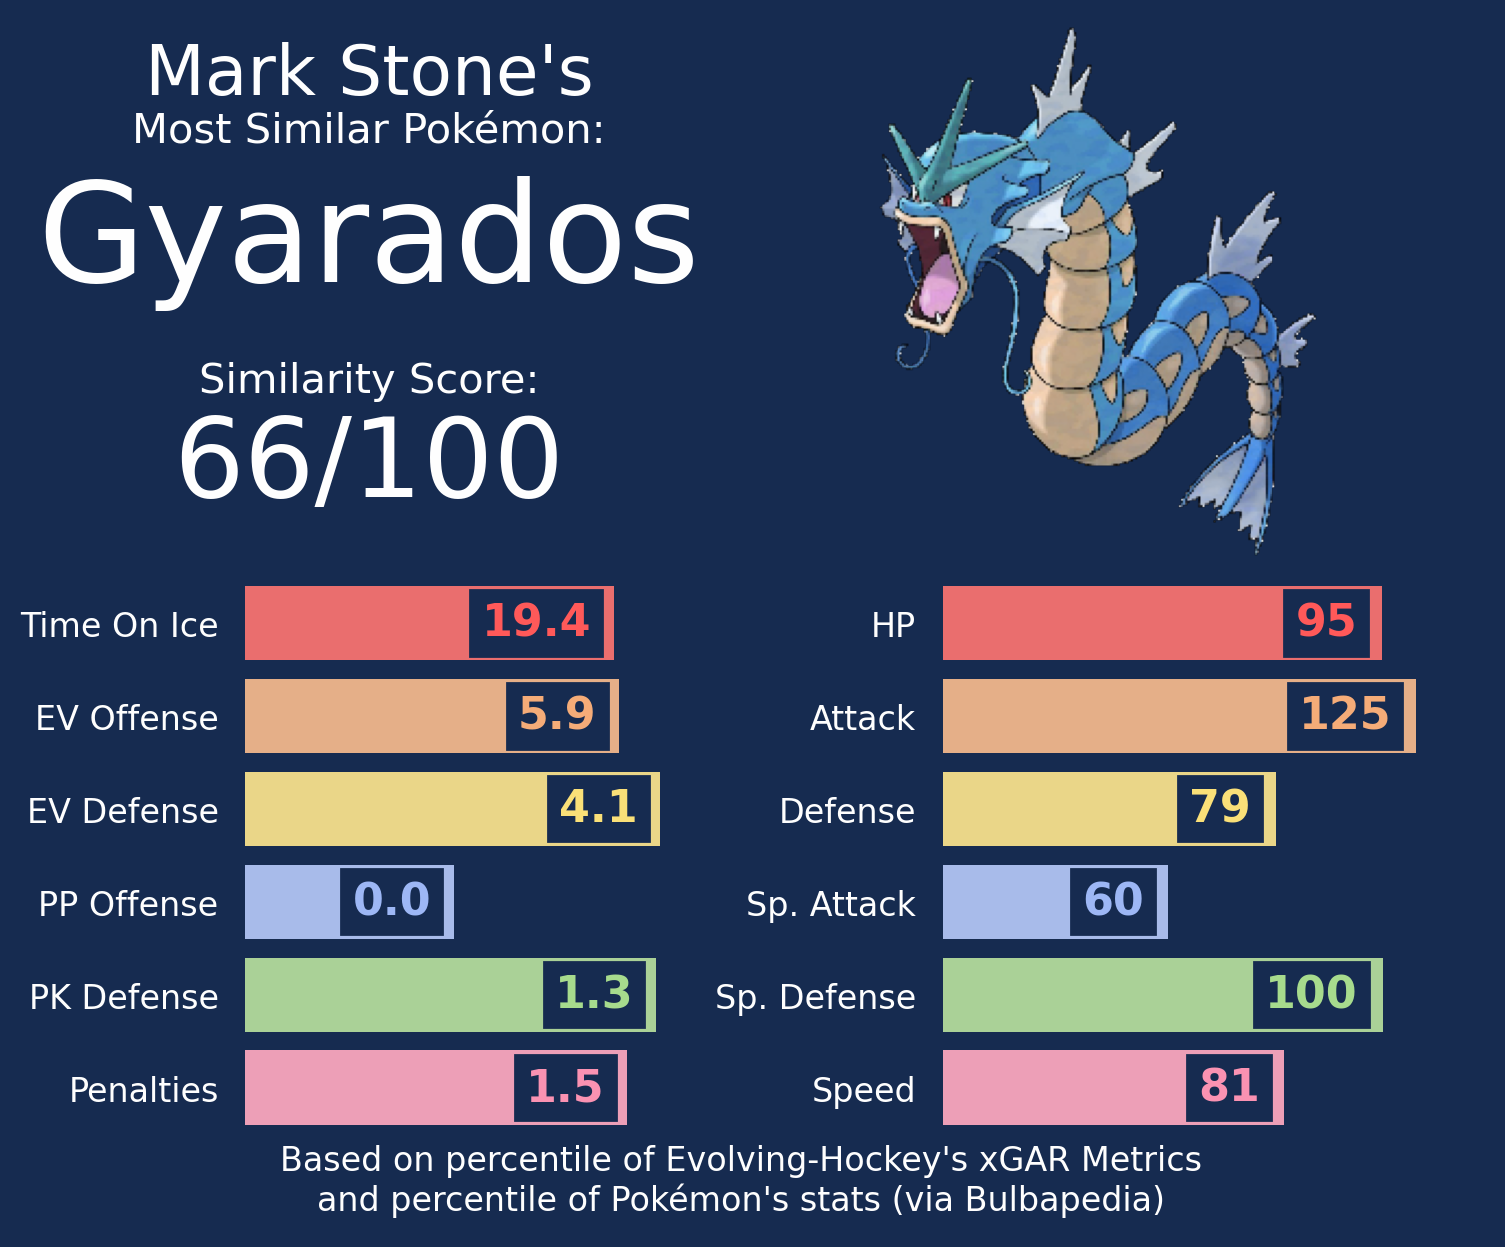 Mark Stone's
Most Similar Pokémon:
Gyarados
Similarity Score:
66/100
Time On Ice 19.4
EV Offense 5.9
EV Defense 4.1
PP Offense 0.0
PK Defense 1.3
Penalties 1.5
HP 95
Attack 125
Defense 79
Sp. Attack 60
Sp. Defense 100
Speed 81
Based on percentile of Evolving-Hockey's xGAR Metrics
and percentile of Pokémon's stats (via Bulbapedia)